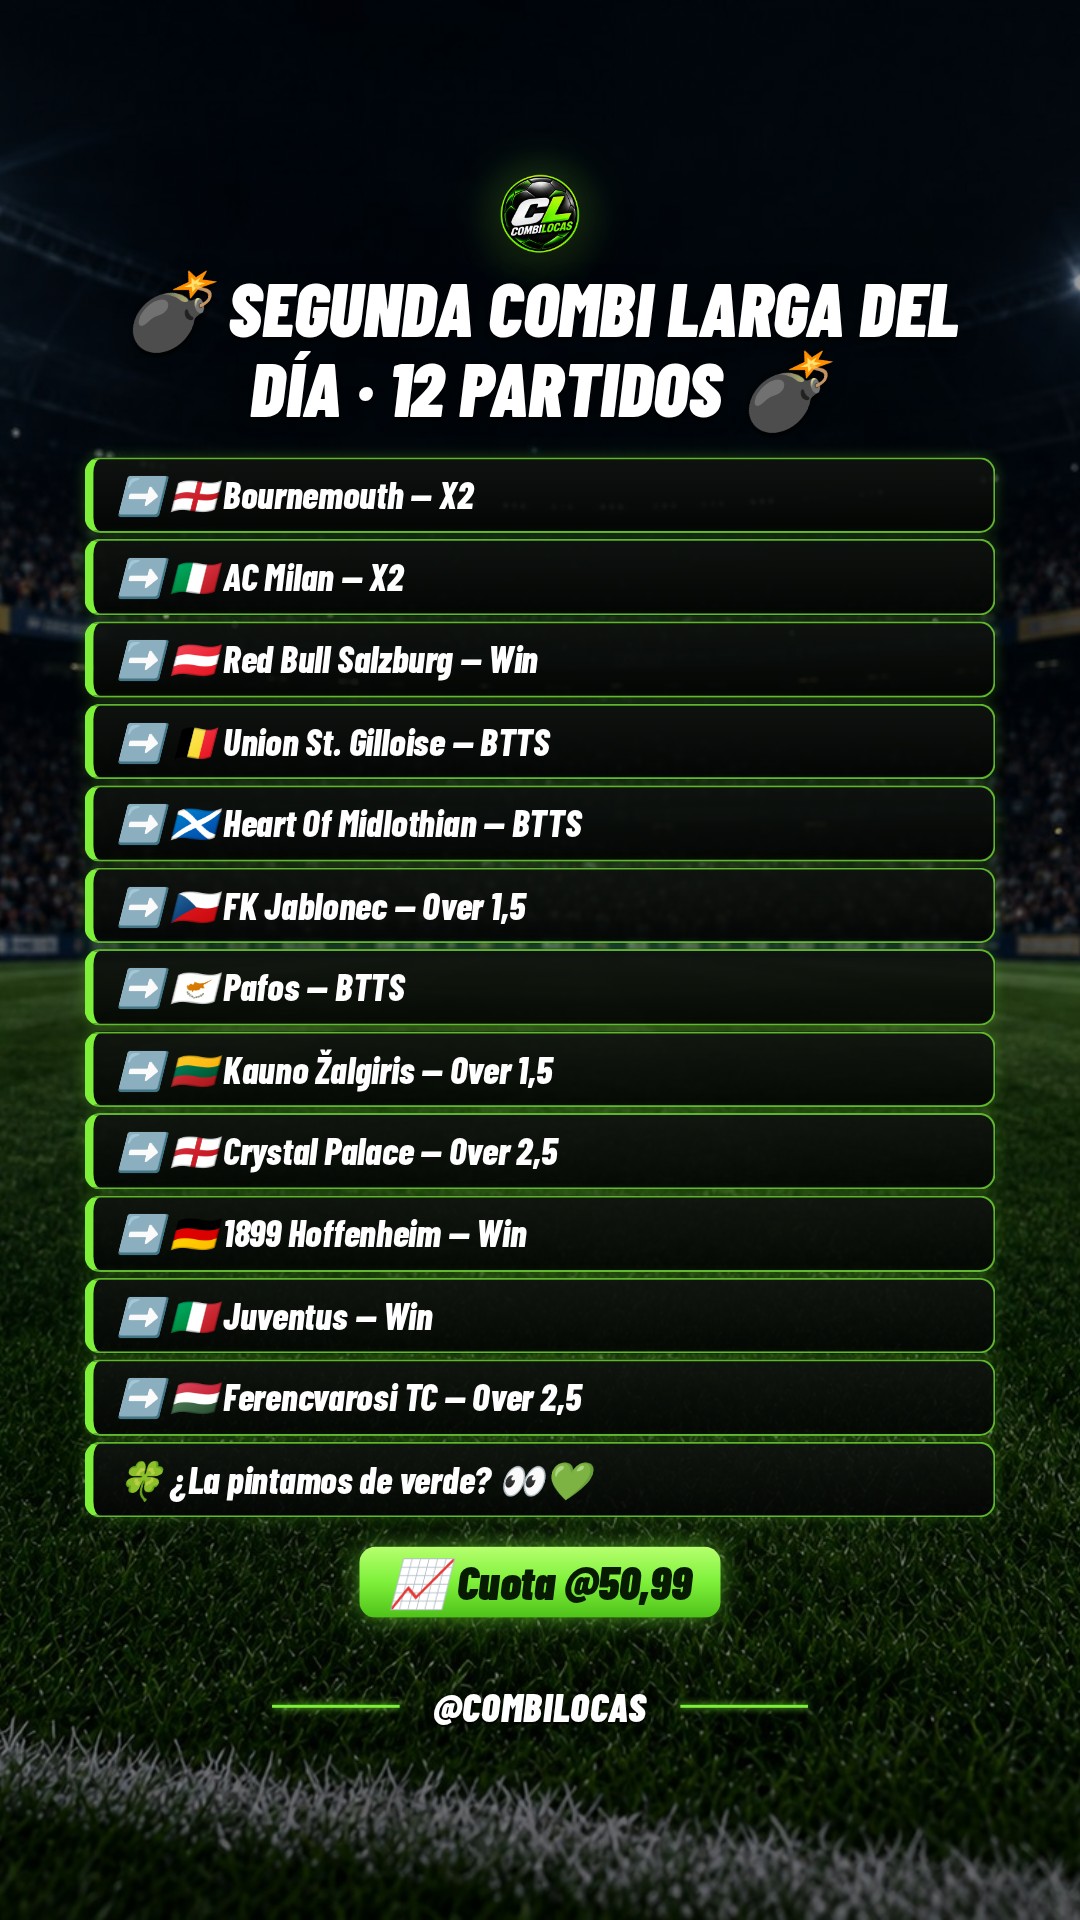 CL
COMBILOCAS
💣 SEGUNDA COMBI LARGA DEL
DÍA · 12 PARTIDOS 💣
➡️ 🏴󠁧󠁢󠁥󠁮󠁧󠁿 Bournemouth – X2
➡️ 🇮🇹 AC Milan – X2
➡️ 🇦🇹 Red Bull Salzburg – Win
➡️ 🇧🇪 Union St. Gilloise – BTTS
➡️ 🏴󠁧󠁢󠁳󠁣󠁴󠁿 Heart Of Midlothian – BTTS
➡️ 🇨🇿 FK Jablonec – Over 1,5
➡️ 🇨🇾 Pafos – BTTS
➡️ 🇱🇹 Kauno Žalgiris – Over 1,5
➡️ 🏴󠁧󠁢󠁥󠁮󠁧󠁿 Crystal Palace – Over 2,5
➡️ 🇩🇪 1899 Hoffenheim – Win
➡️ 🇮🇹 Juventus – Win
➡️ 🇭🇺 Ferencvarosi TC – Over 2,5
🍀 ¿La pintamos de verde? 👀💚
📈 Cuota @50,99
@COMBILOCAS